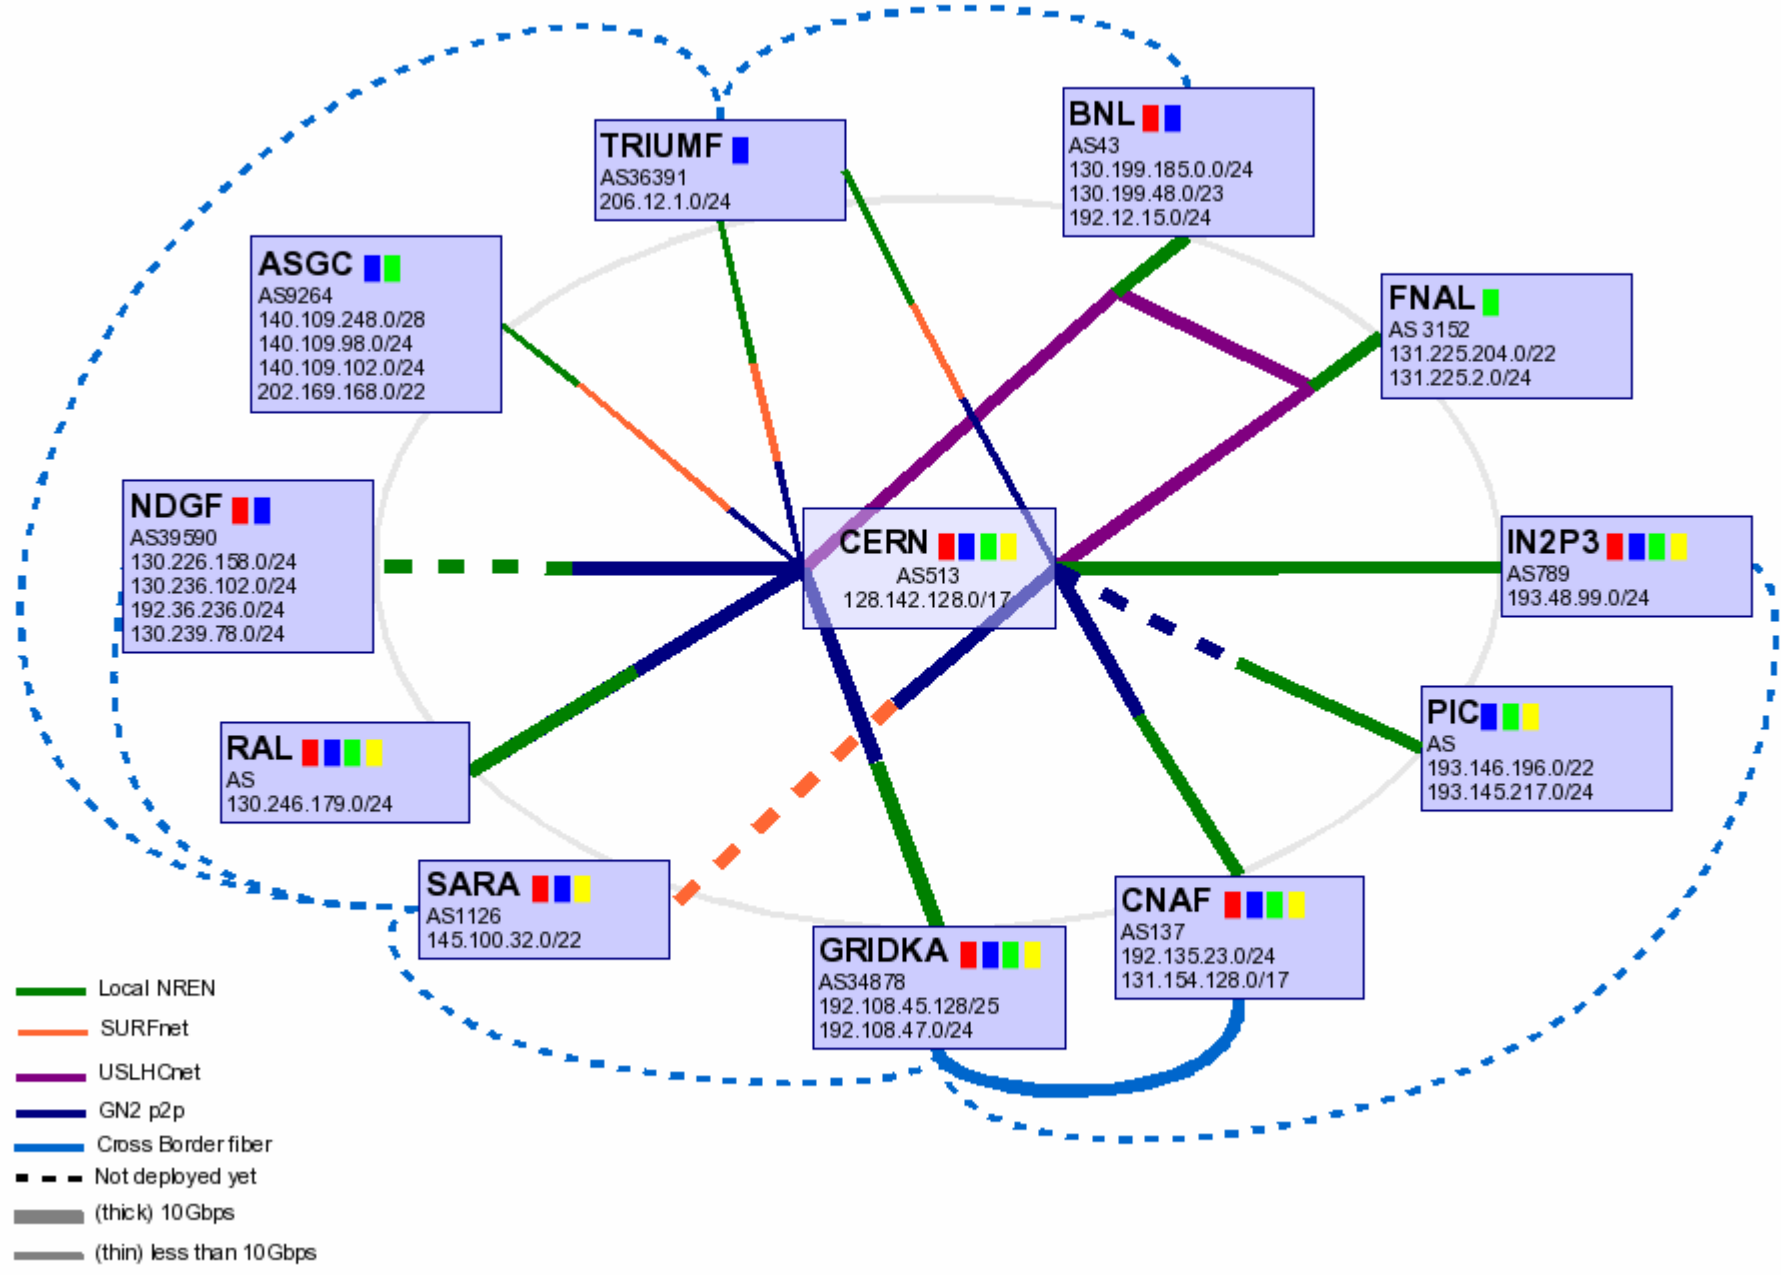 TRIUMF
AS36391
206.12.1.0/24
BNL
AS43
130.199.185.0.0/24
130.199.48.0/23
192.12.15.0/24
ASGC
AS9264
140.109.248.0/28
140.109.98.0/24
140.109.102.0/24
202.169.168.0/22
FNAL
AS 3152
131.225.204.0/22
131.225.2.0/24
NDGF
AS39590
130.226.158.0/24
130.236.102.0/24
192.36.236.0/24
130.239.78.0/24
CERN
AS513
128.142.128.0/17
IN2P3
AS789
193.48.99.0/24
RAL
AS
130.246.179.0/24
PIC
AS
193.146.196.0/22
193.145.217.0/24
SARA
AS1126
145.100.32.0/22
GRIDKA
AS34878
192.108.45.128/25
192.108.47.0/24
CNAF
AS137
192.135.23.0/24
131.154.128.0/17
Local NREN
SURFnet
USLHCnet
GN2 p2p
Cross Border fiber
Not deployed yet
(thick) 10Gbps
(thin) less than 10Gbps